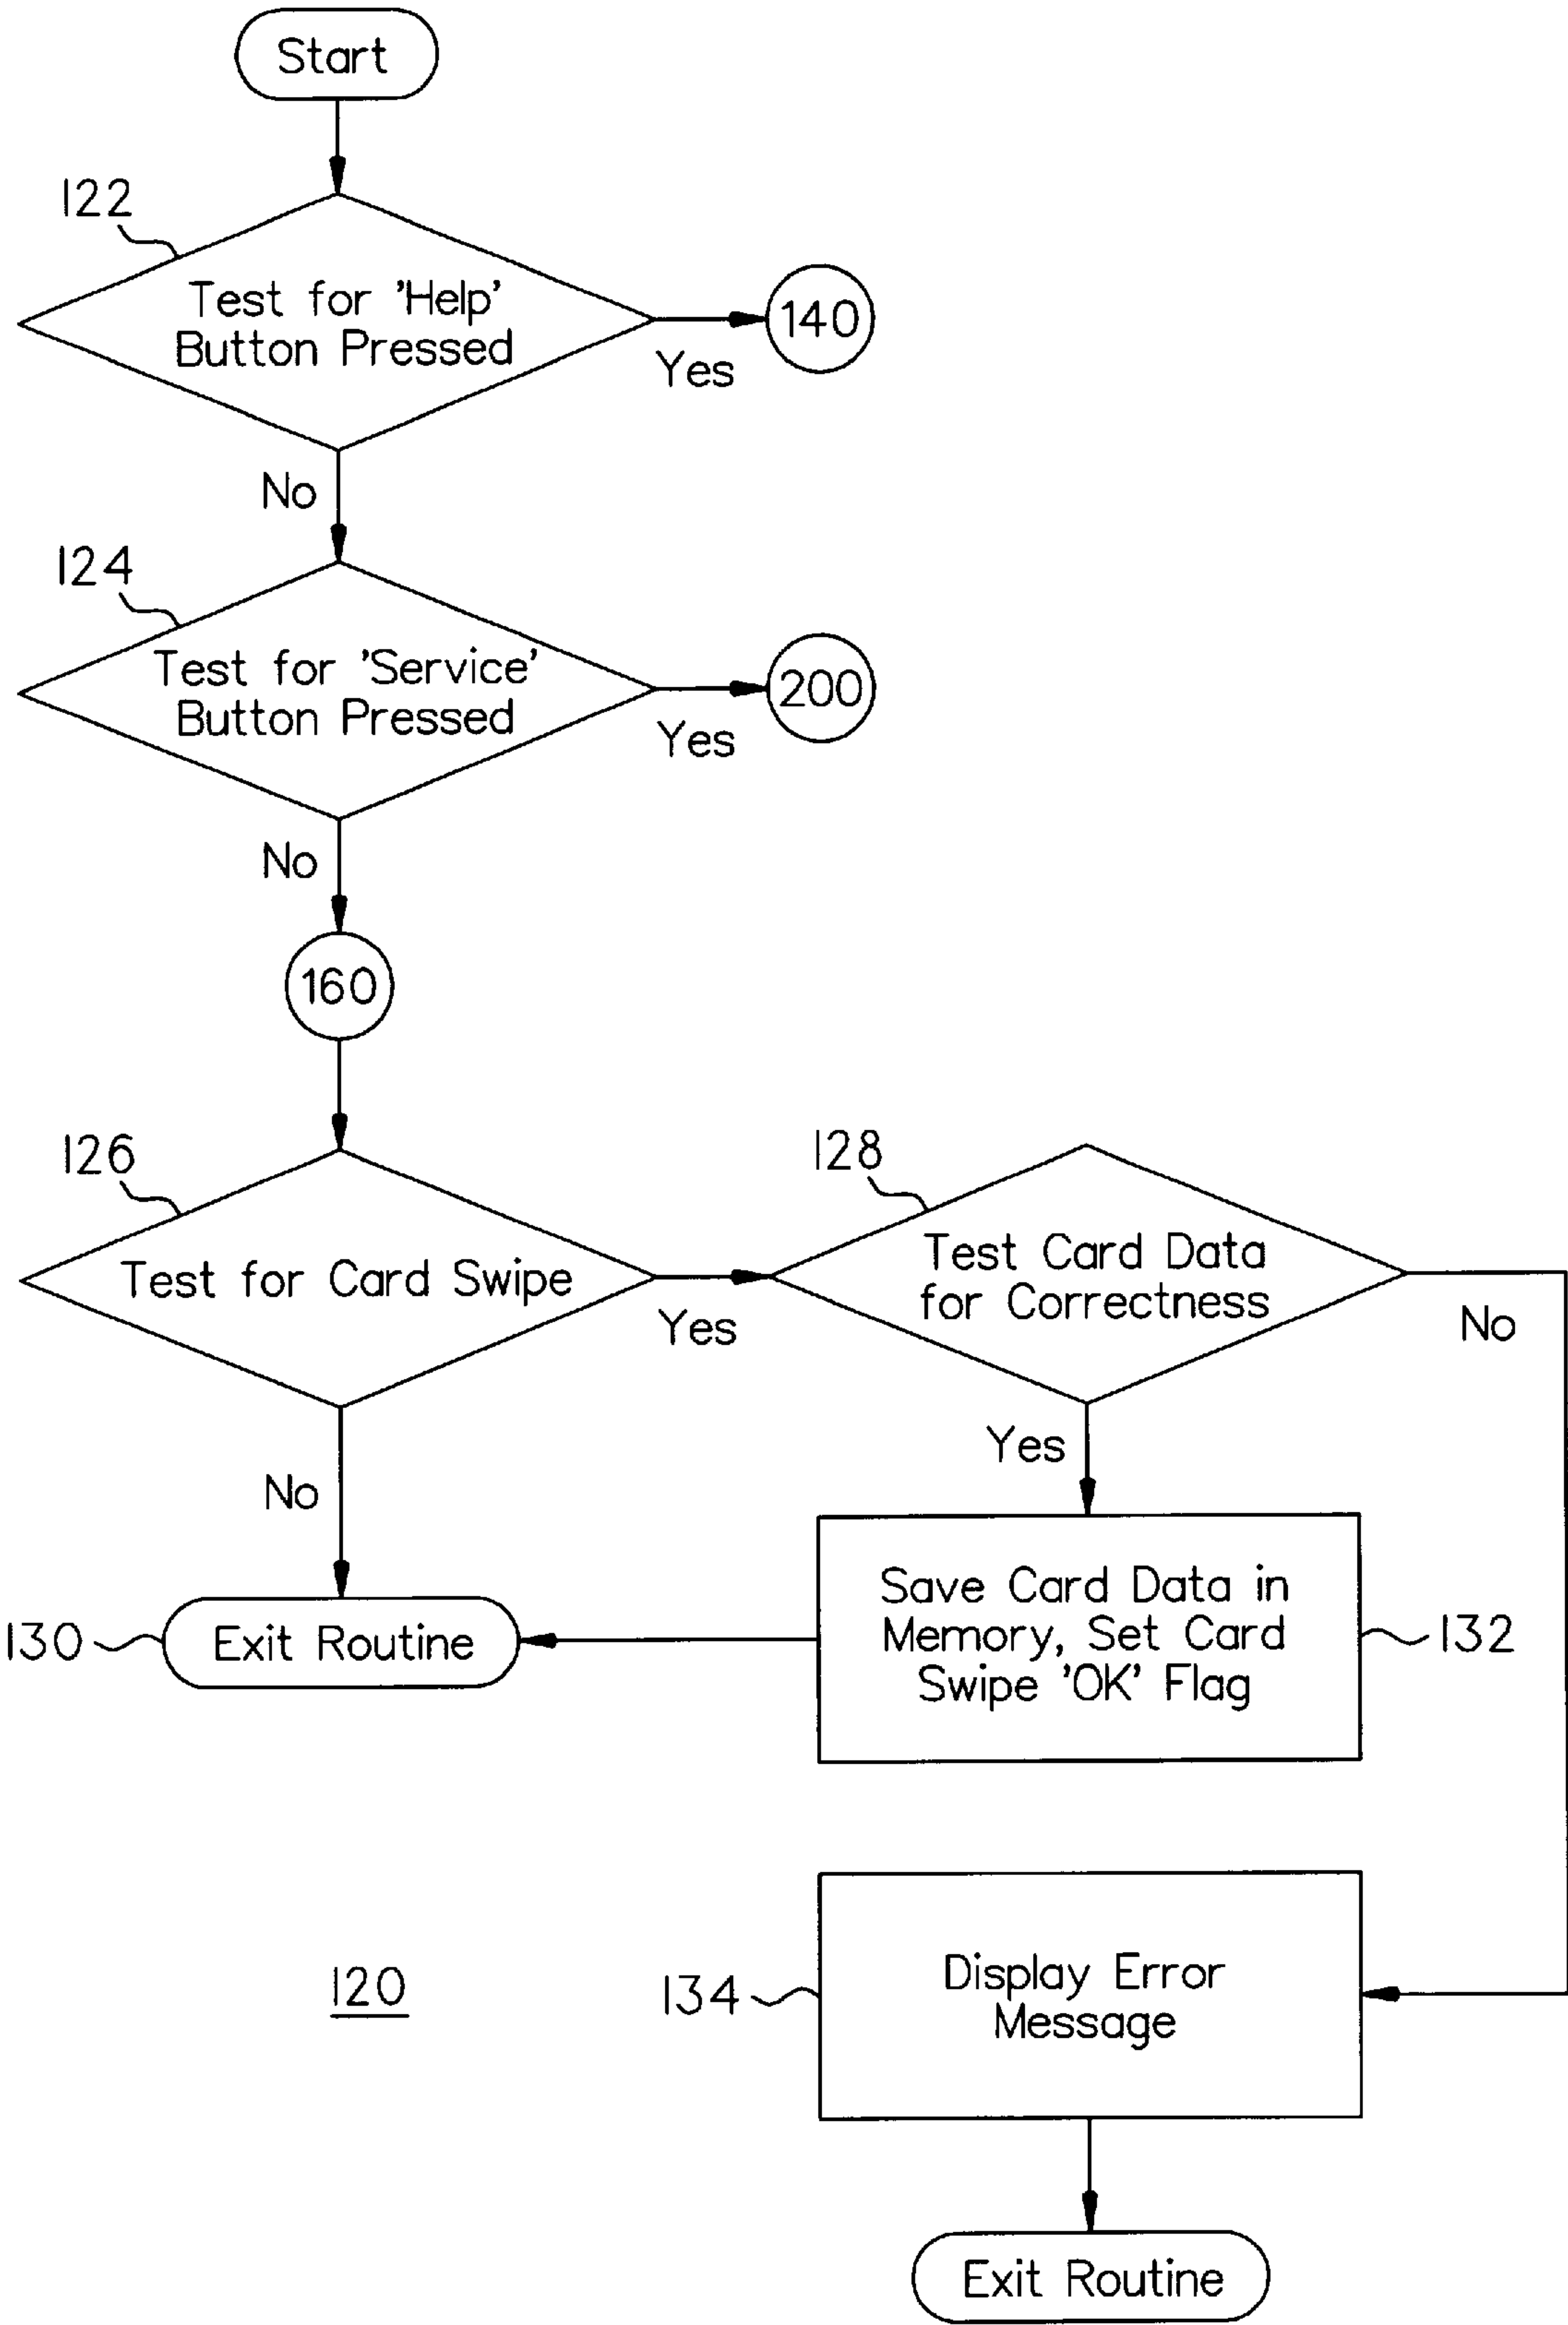 Start
122
Test for 'Help'
Button Pressed
Yes
140
No
124
Test for 'Service'
Button Pressed
Yes
200
No
160
126
Test for Card Swipe
Yes
No
128
Test Card Data
for Correctness
No
Yes
130
Exit Routine
Save Card Data in
Memory, Set Card
Swipe 'OK' Flag
132
120
134
Display Error
Message
Exit Routine